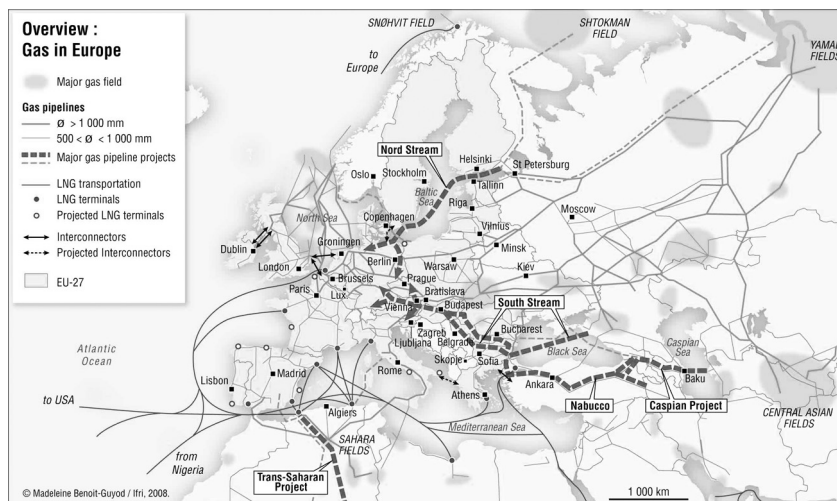 Overview :
Gas in Europe
Major gas field
Gas pipelines
Ø > 1 000 mm
500 < Ø < 1 000 mm
Major gas pipeline projects
LNG transportation
LNG terminals
Projected LNG terminals
Interconnectors
Projected Interconnectors
EU-27
SNØHVIT FIELD
to
Europe
SHTOKMAN
FIELD
YAMAL
FIELDS
Nord Stream
Helsinki
St Petersburg
Oslo
Stockholm
Tallinn
Baltic
Sea
Riga
Moscow
North Sea
Copenhagen
Vilnius
Minsk
Dublin
Groningen
London
Berlin
Warsaw
Kiev
Brussels
Prague
Paris
Lux
Bratislava
Vienna
Budapest
South Stream
Zagreb
Ljubljana
Belgrade
Bucharest
Black Sea
Caspian
Sea
Skopje
Sofia
Atlantic
Ocean
Madrid
Rome
Lisbon
Ankara
Baku
Athens
Nabucco
Caspian Project
to USA
Algiers
CENTRAL ASIAN
FIELDS
Mediterranean Sea
SAHARA
FIELDS
from
Nigeria
Trans-Saharan
Project
1 000 km
© Madeleine Benoit-Guyod / Ifri, 2008.